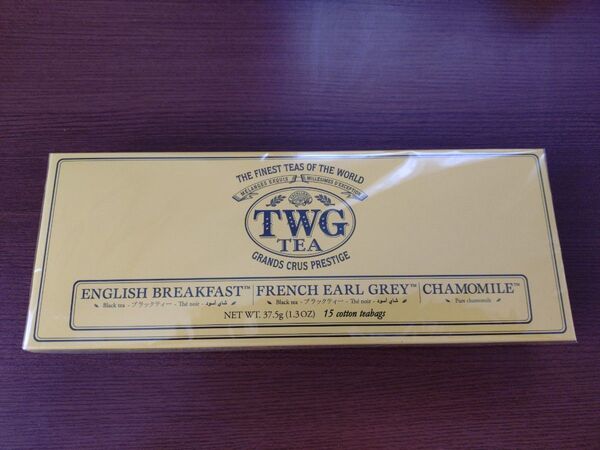 THE FINEST TEAS OF THE WORLD
MÉLANGES EXQUIS MILLÉSIMES D'EXCEPTION
TWG
TEA
GRANDS CRUS PRESTIGE
ENGLISH BREAKFAST™ FRENCH EARL GREY™ CHAMOMILE™
Black tea - ブラックティー - Thé noir - شاي أسود Black tea - ブラックティー - Thé noir - شاي أسود Pure chamomile
NET WT. 37.5g (1.3 OZ) 15 cotton teabags